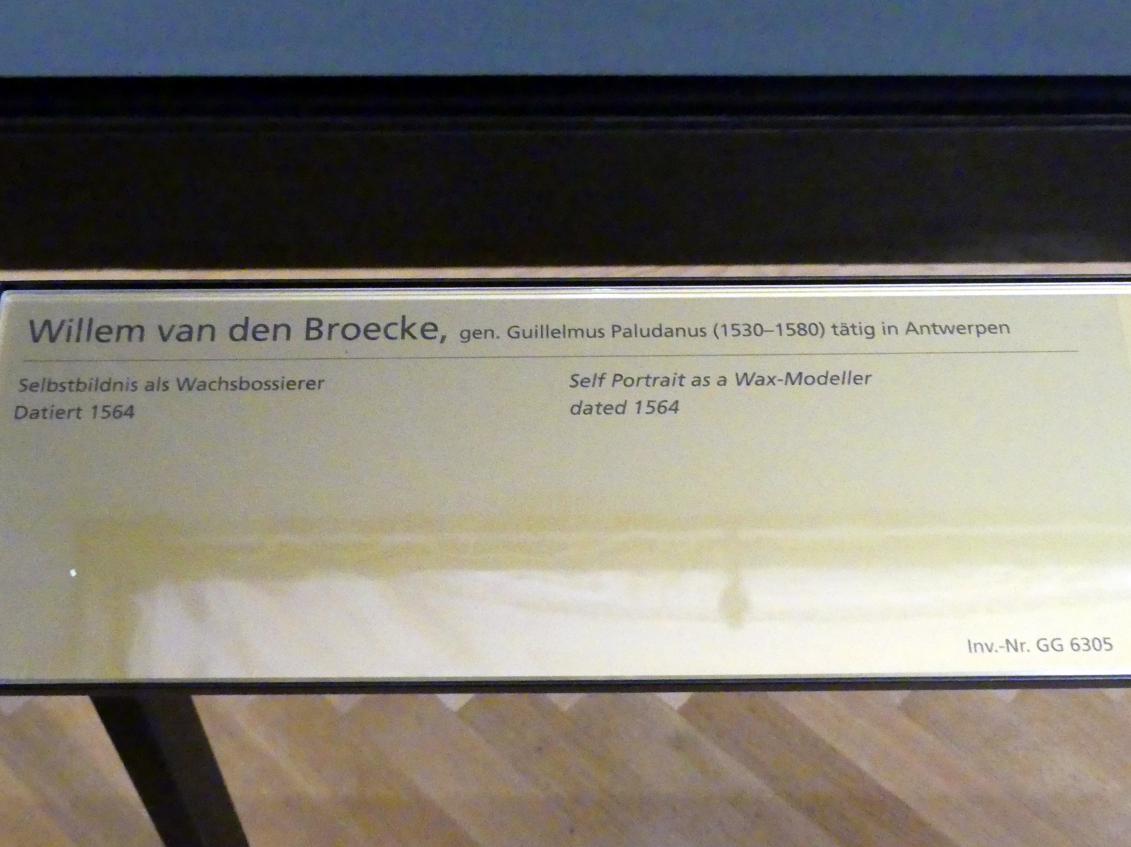 Willem van den Broecke, gen. Guillelmus Paludanus (1530–1580) tätig in Antwerpen
Selbstbildnis als Wachsbossierer
Datiert 1564
Self Portrait as a Wax-Modeller
dated 1564
Inv.-Nr. GG 6305